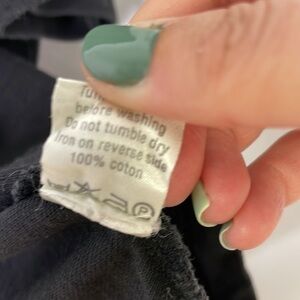 before washing
Do not tumble dry
Iron on reverse side
100% coton
P